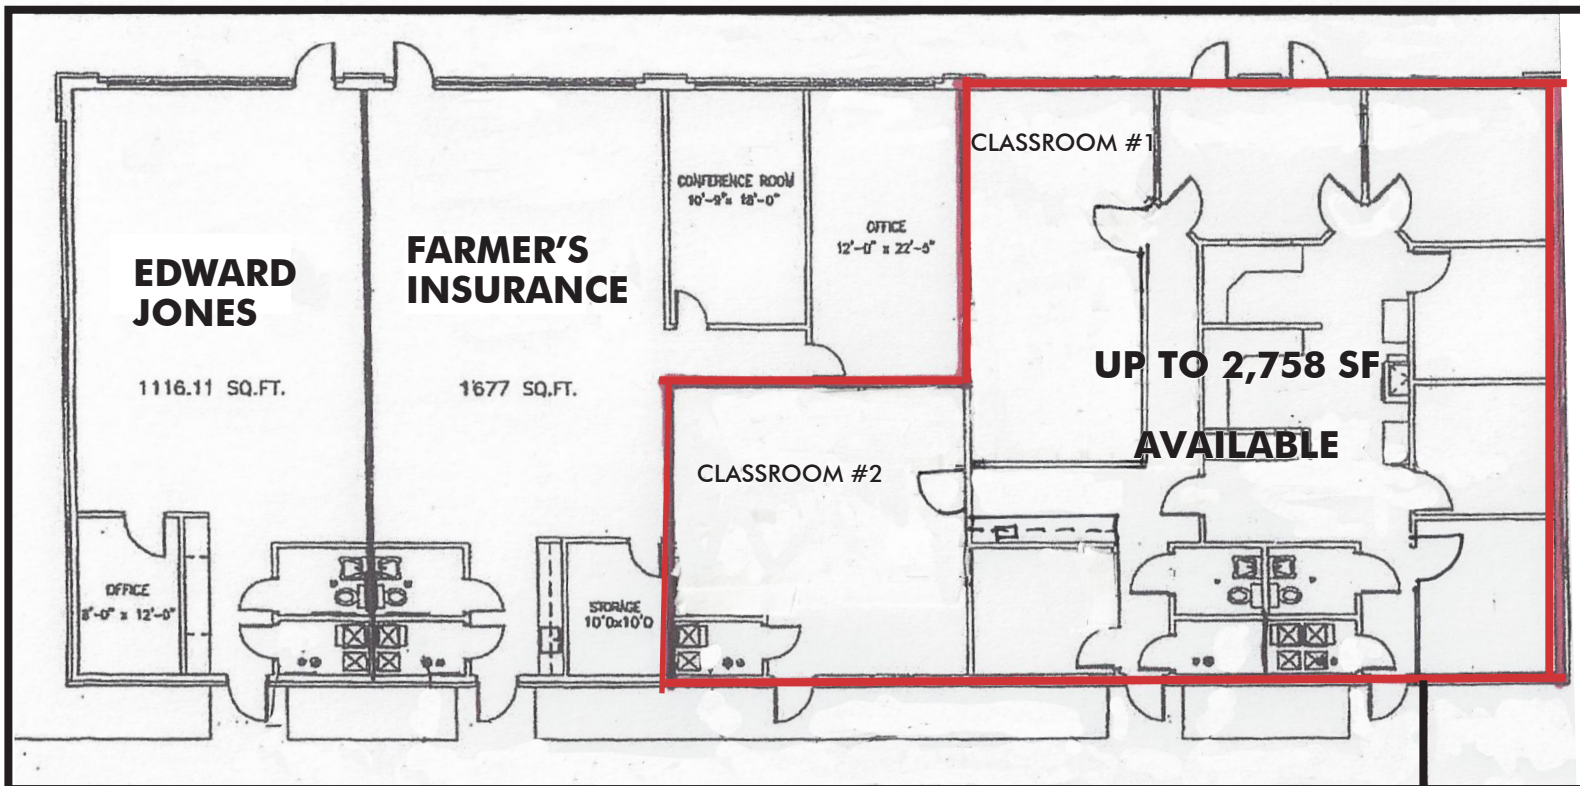 EDWARD
JONES
1116.11 SQ.FT.
OFFICE
8'-0" x 12'-0"
FARMER'S
INSURANCE
1677 SQ.FT.
STORAGE
10'0x10'0
CONFERENCE ROOM
10'-9"x 18'-0"
OFFICE
12'-0" x 22'-5"
CLASSROOM #1
CLASSROOM #2
UP TO 2,758 SF
AVAILABLE